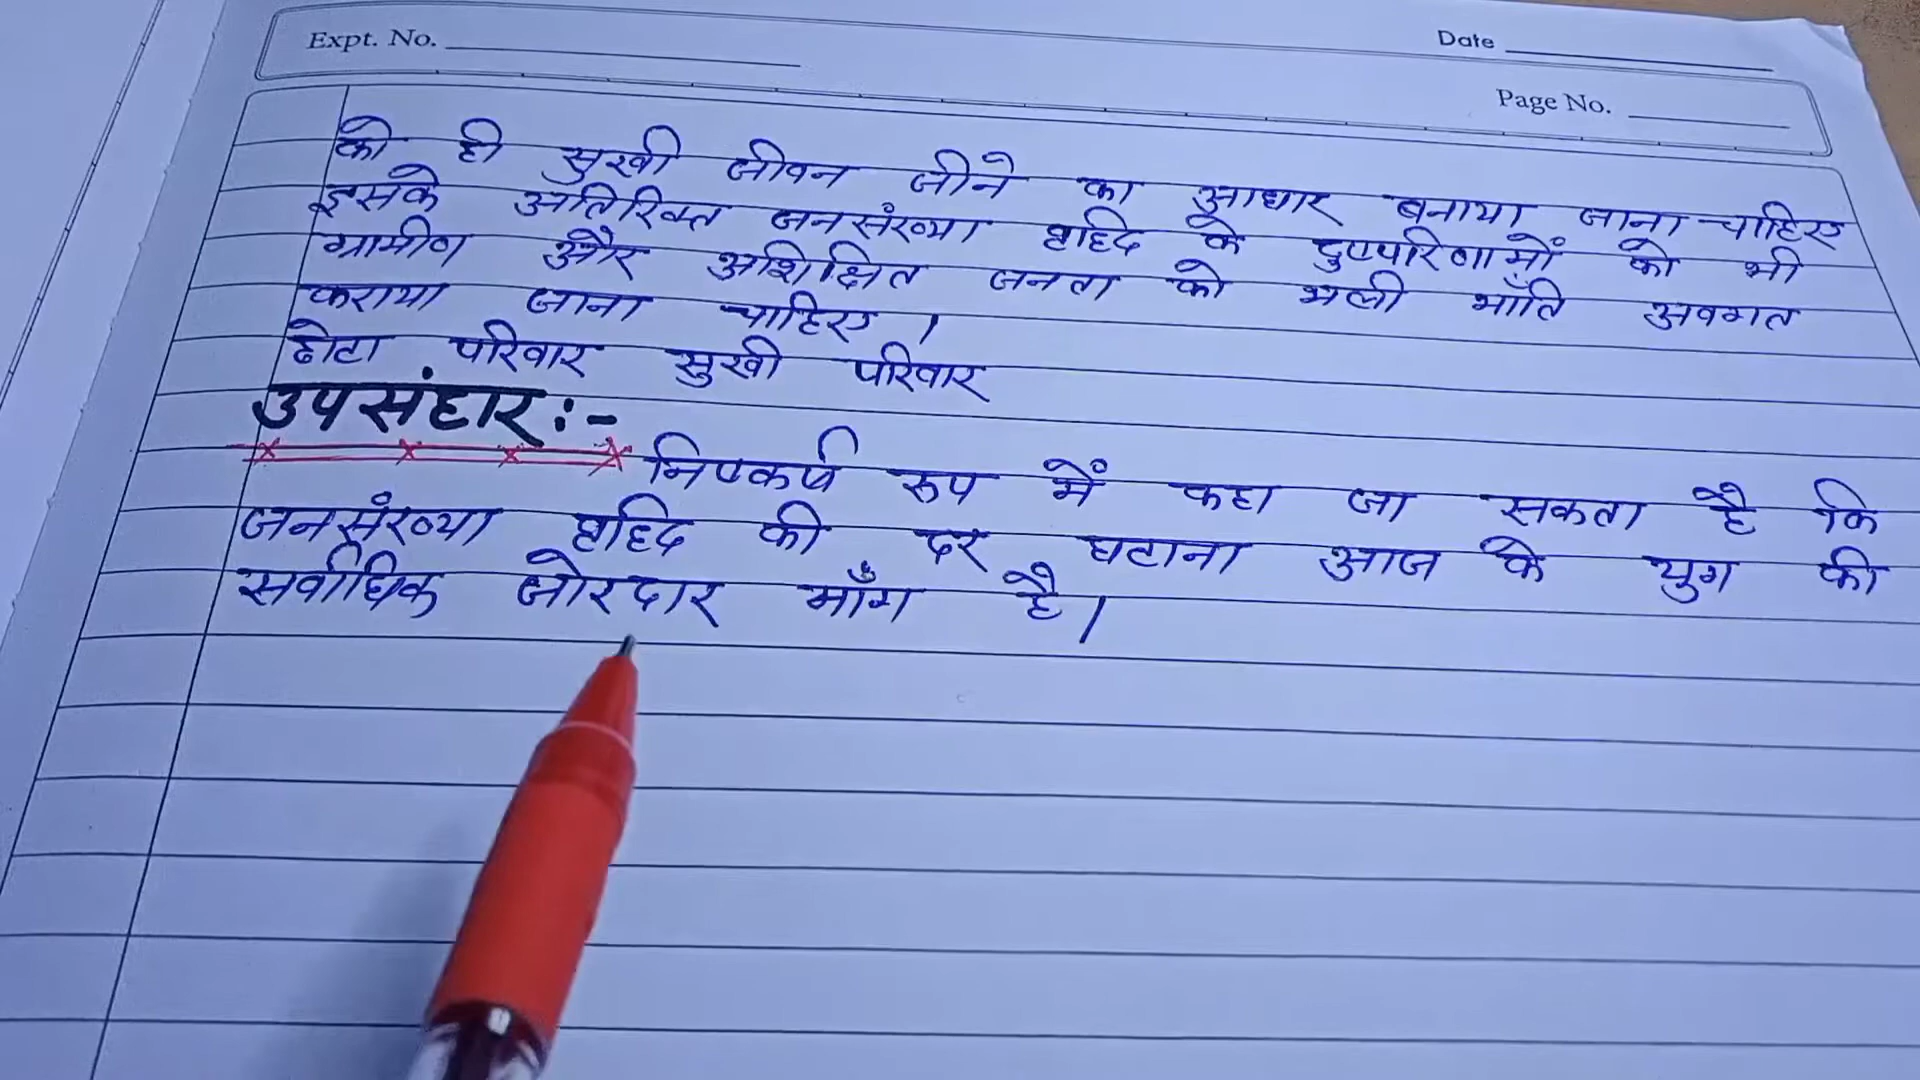 Expt. No.
Date
Page No.
को ही सुखी जीवन जीने का आधार बनाया जाना चाहिए
इसके अतिरिक्त जनसंख्या वृद्धि के दुष्परिणामों को भी
ग्रामीण और अशिक्षित जनता को भली भाँति अवगत
कराया जाना चाहिए ।
छोटा परिवार सुखी परिवार
उपसंहार:-
निष्कर्ष रूप में कहा जा सकता है कि
जनसंख्या वृद्धि की दर घटाना आज के युग की
सर्वाधिक जोरदार माँग है।